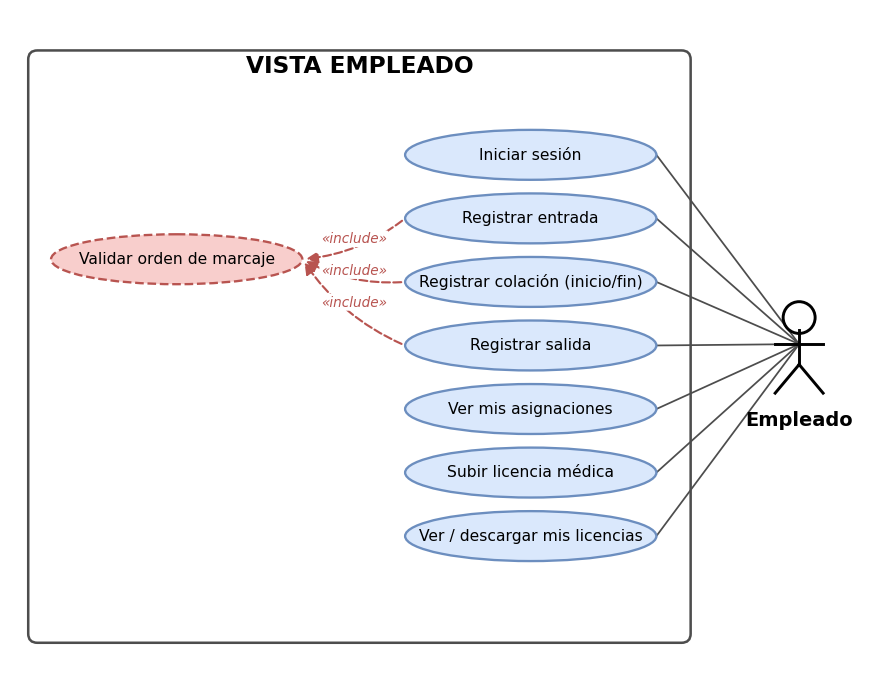 VISTA EMPLEADO
Iniciar sesión
Registrar entrada
«include»
Validar orden de marcaje
«include»
Registrar colación (inicio/fin)
«include»
Registrar salida
Ver mis asignaciones
Empleado
Subir licencia médica
Ver / descargar mis licencias